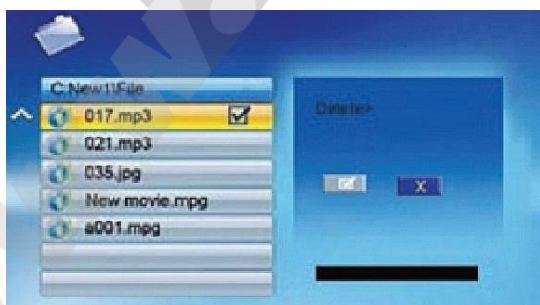 C:New1\File
017.mp3
021.mp3
035.jpg
New movie.mpg
a001.mpg
Delete>
X